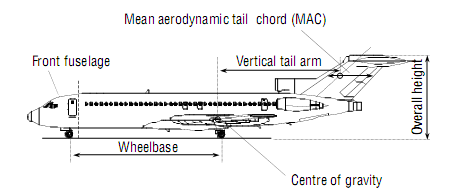 Mean aerodynamic tail chord (MAC)
Vertical tail arm
Front fuselage
Overall height
Wheelbase
Centre of gravity